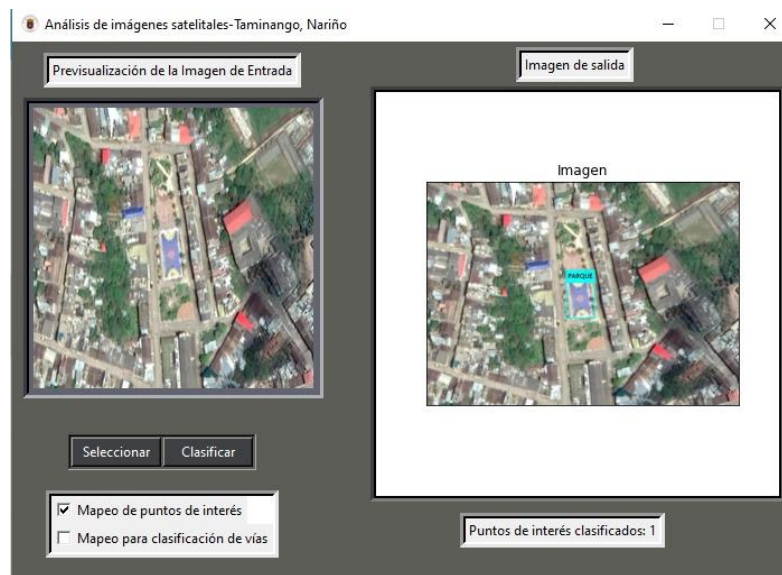 Análisis de imágenes satelitales-Taminango, Nariño
Previsualización de la Imagen de Entrada
Imagen de salida
Imagen
PARQUE
Seleccionar
Clasificar
Mapeo de puntos de interés
Mapeo para clasificación de vías
Puntos de interés clasificados: 1